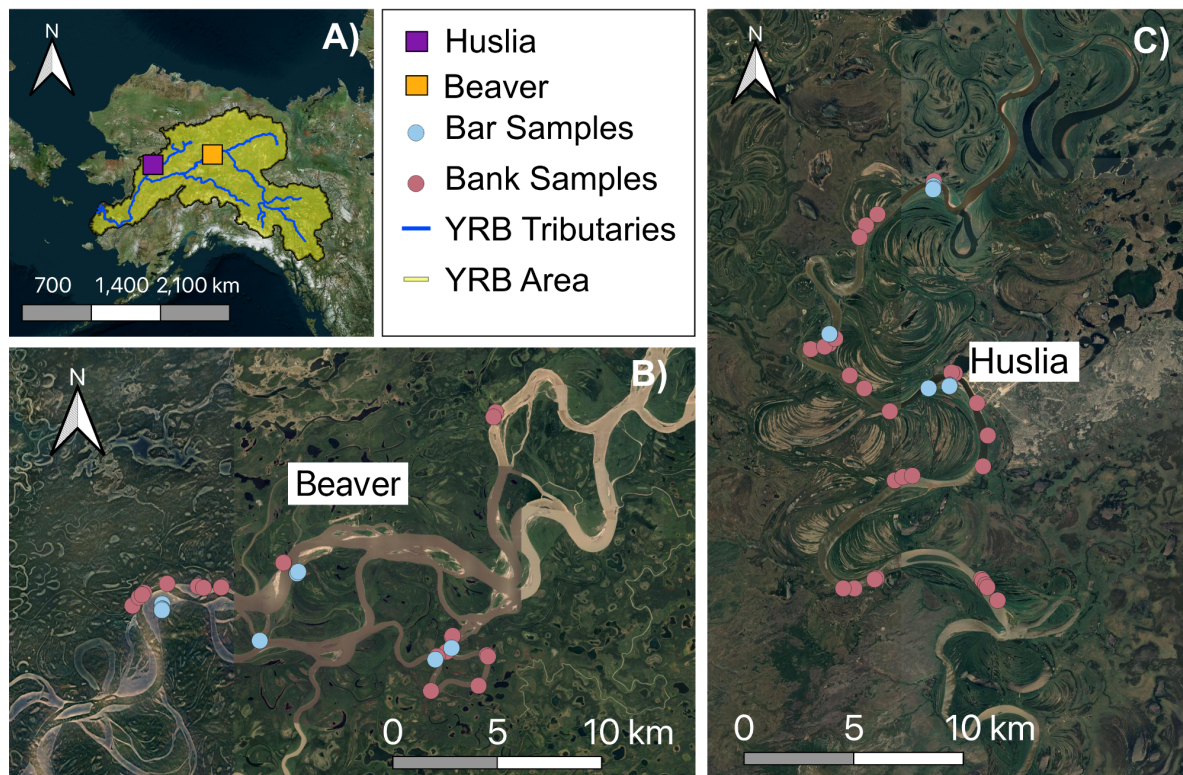 N
A)
700 1,400 2,100 km
Huslia
Beaver
Bar Samples
Bank Samples
YRB Tributaries
YRB Area
N
B)
Beaver
0 5 10 km
N
C)
Huslia
0 5 10 km